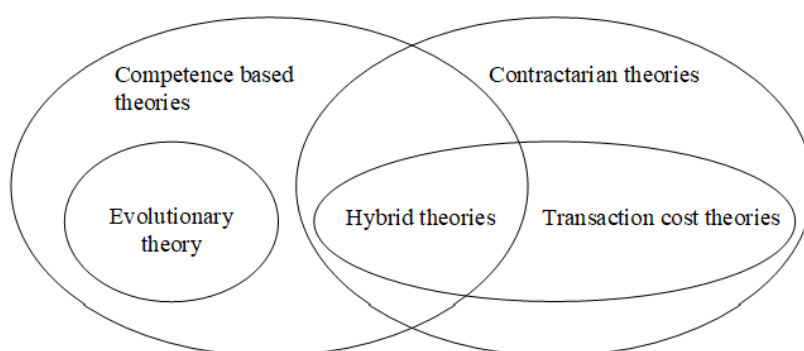 Competence based
theories
Contractarian theories
Evolutionary
theory
Hybrid theories
Transaction cost theories